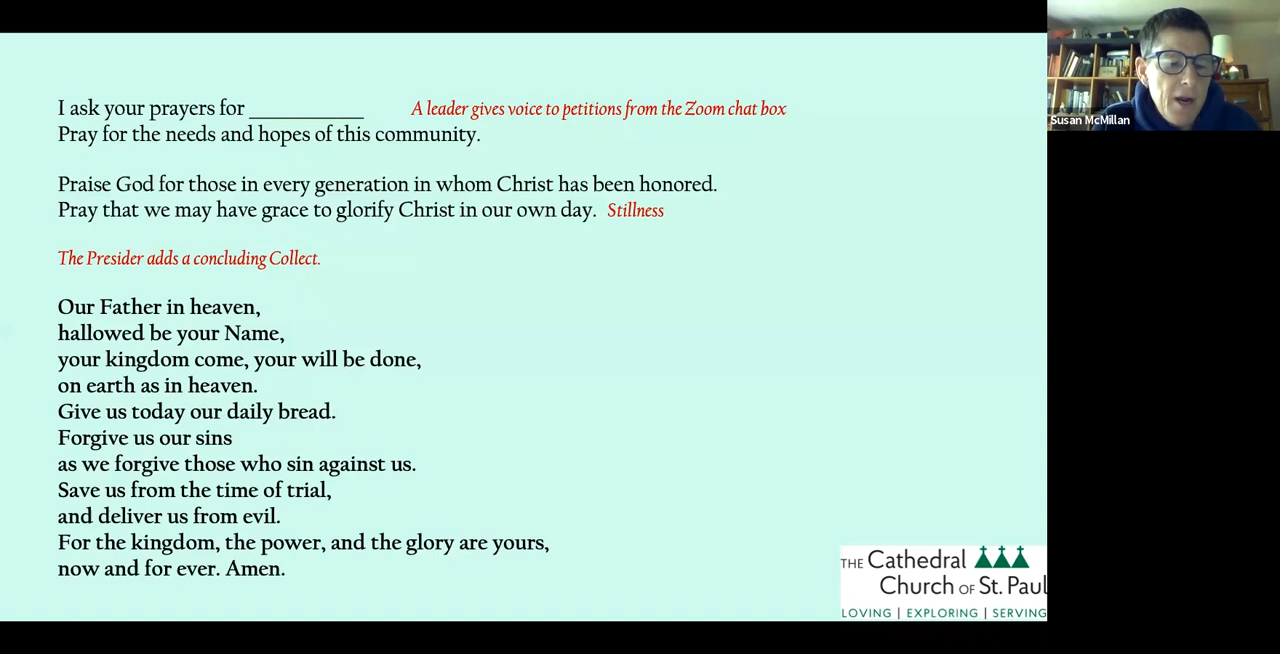 I ask your prayers for ___________ A leader gives voice to petitions from the Zoom chat box
Pray for the needs and hopes of this community.
Praise God for those in every generation in whom Christ has been honored.
Pray that we may have grace to glorify Christ in our own day. Stillness
The Presider adds a concluding Collect.
Our Father in heaven,
hallowed be your Name,
your kingdom come, your will be done,
on earth as in heaven.
Give us today our daily bread.
Forgive us our sins
as we forgive those who sin against us.
Save us from the time of trial,
and deliver us from evil.
For the kingdom, the power, and the glory are yours,
now and for ever. Amen.
THE Cathedral
Church OF St. Paul
LOVING | EXPLORING | SERVING
Susan McMillan